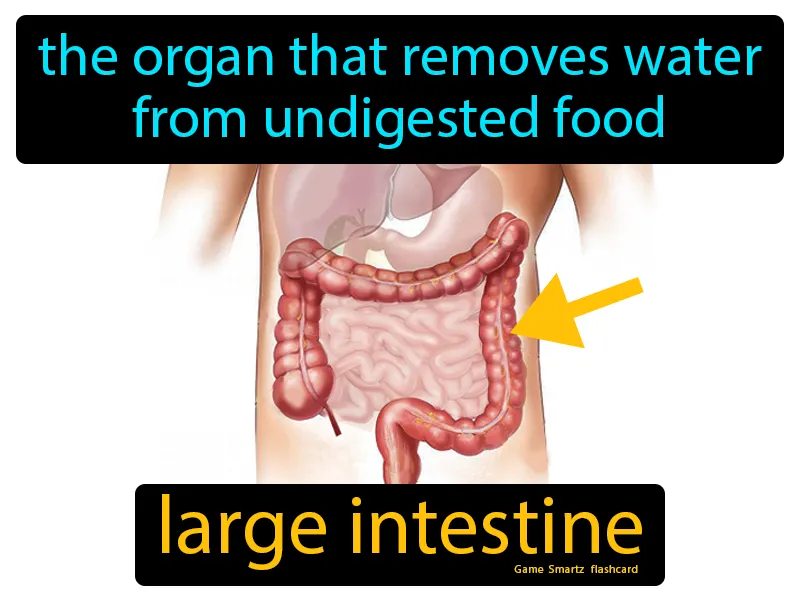 the organ that removes water
from undigested food
large intestine
Game Smartz flashcard